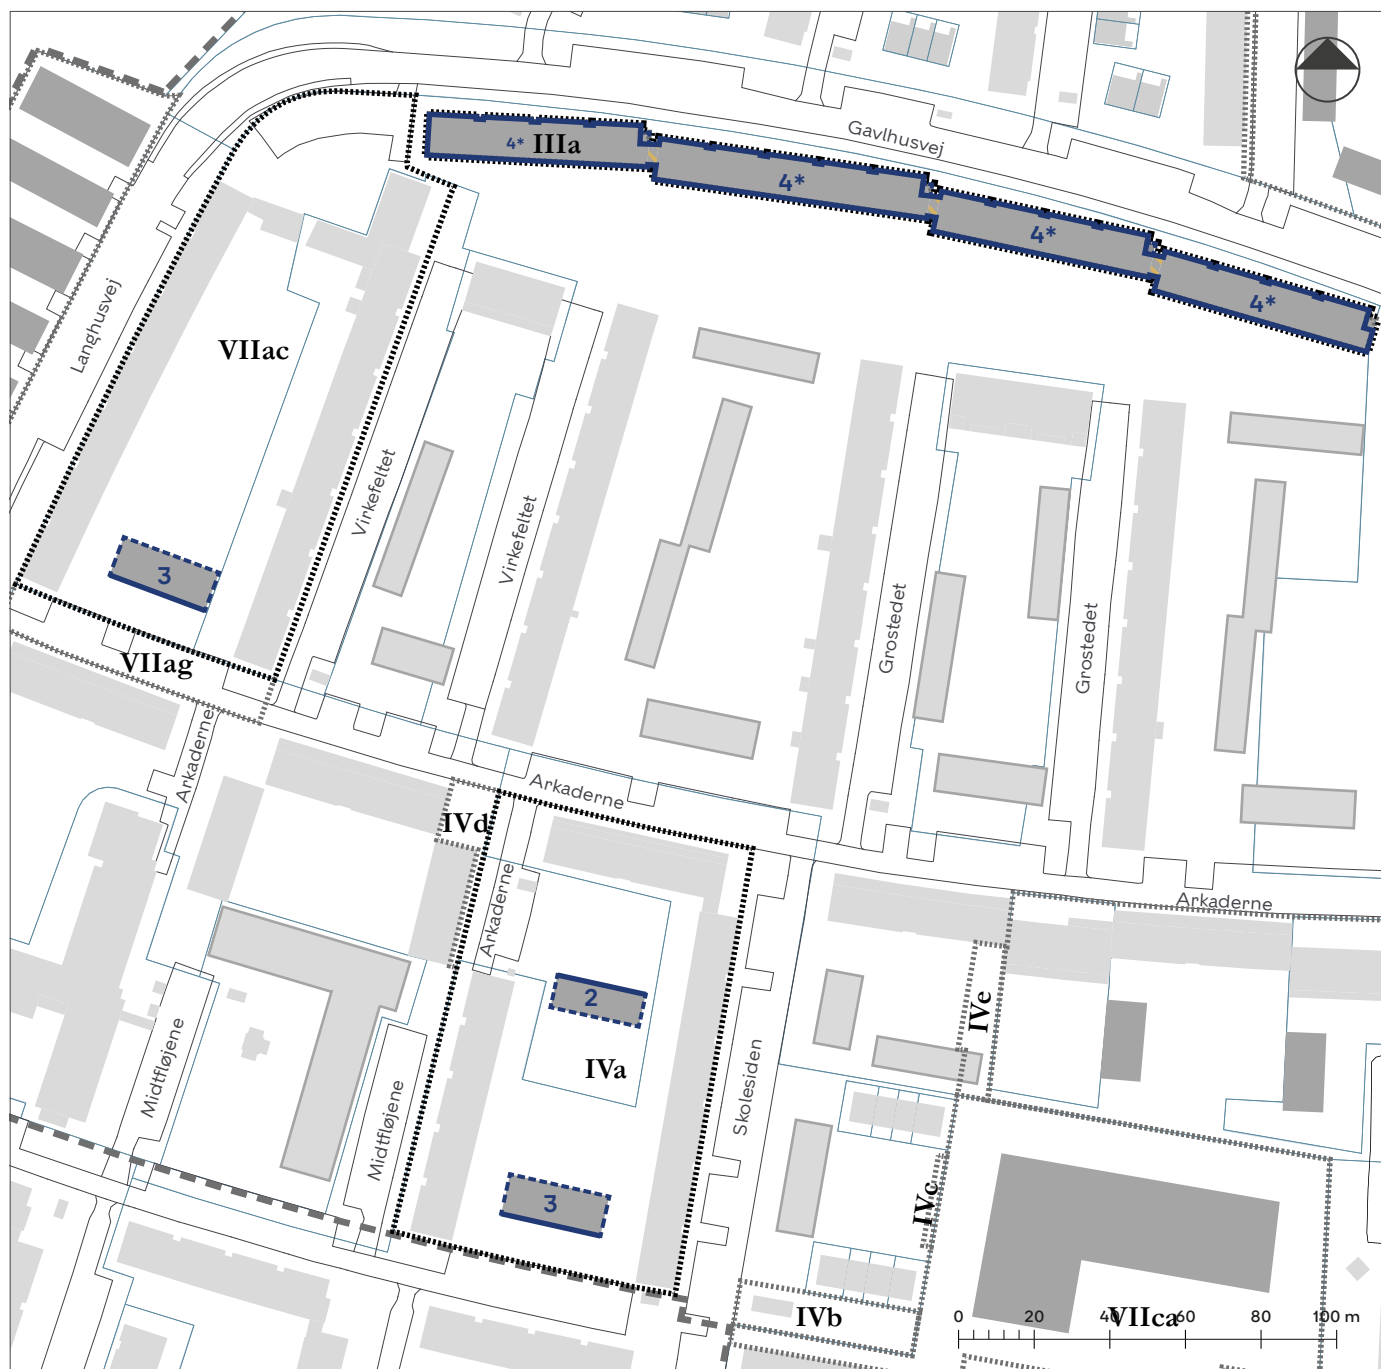 Gavlhusvej
4* IIIa
4*
4*
4*
Langhusvej
VIIac
Virkefeltet
Virkefeltet
3
Grostedet
Grostedet
VIIag
Arkaderne
Arkaderne
IVd
Arkaderne
Arkaderne
2
IVe
IVa
Midtfløjene
Midtfløjene
Skolesiden
3
IVc
IVb
VIIca
0 20 40 60 80 100 m